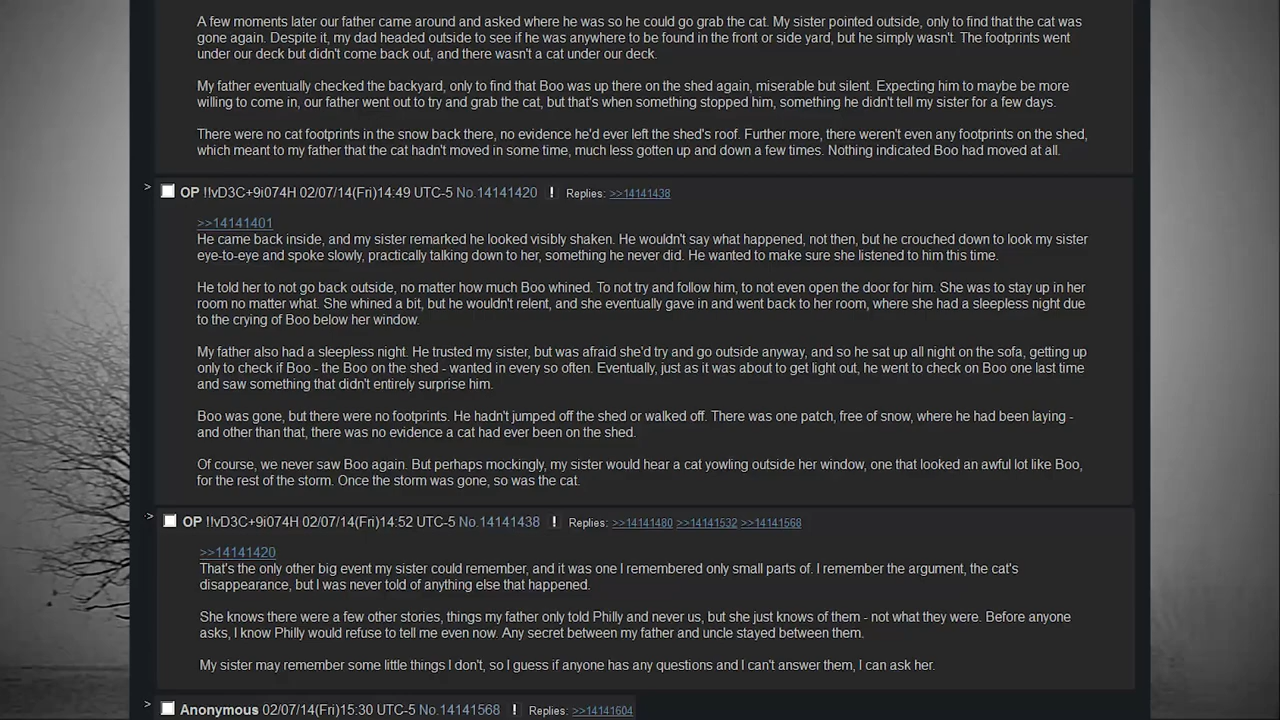 A few moments later our father came around and asked where he was so he could go grab the cat. My sister pointed outside, only to find that the cat was
gone again. Despite it, my dad headed outside to see if he was anywhere to be found in the front or side yard, but he simply wasn't. The footprints went
under our deck but didn't come back out, and there wasn't a cat under our deck.
My father eventually checked the backyard, only to find that Boo was up there on the shed again, miserable but silent. Expecting him to maybe be more
willing to come in, our father went out to try and grab the cat, but that's when something stopped him, something he didn't tell my sister for a few days.
There were no cat footprints in the snow back there, no evidence he'd ever left the shed's roof. Further more, there weren't even any footprints on the shed,
which meant to my father that the cat hadn't moved in some time, much less gotten up and down a few times. Nothing indicated Boo had moved at all.
> OP !!vD3C+9i074H 02/07/14(Fri)14:49 UTC-5 No.14141420 ! Replies: >>14141438
>>14141401
He came back inside, and my sister remarked he looked visibly shaken. He wouldn't say what happened, not then, but he crouched down to look my sister
eye-to-eye and spoke slowly, practically talking down to her, something he never did. He wanted to make sure she listened to him this time.
He told her to not go back outside, no matter how much Boo whined. To not try and follow him, to not even open the door for him. She was to stay up in her
room no matter what. She whined a bit, but he wouldn't relent, and she eventually gave in and went back to her room, where she had a sleepless night due
to the crying of Boo below her window.
My father also had a sleepless night. He trusted my sister, but was afraid she'd try and go outside anyway, and so he sat up all night on the sofa, getting up
only to check if Boo - the Boo on the shed - wanted in every so often. Eventually, just as it was about to get light out, he went to check on Boo one last time
and saw something that didn't entirely surprise him.
Boo was gone, but there were no footprints. He hadn't jumped off the shed or walked off. There was one patch, free of snow, where he had been laying -
and other than that, there was no evidence a cat had ever been on the shed.
Of course, we never saw Boo again. But perhaps mockingly, my sister would hear a cat yowling outside her window, one that looked an awful lot like Boo,
for the rest of the storm. Once the storm was gone, so was the cat.
> OP !!vD3C+9i074H 02/07/14(Fri)14:52 UTC-5 No.14141438 ! Replies: >>14141480 >>14141532 >>14141568
>>14141420
That's the only other big event my sister could remember, and it was one I remembered only small parts of. I remember the argument, the cat's
disappearance, but I was never told of anything else that happened.
She knows there were a few other stories, things my father only told Philly and never us, but she just knows of them - not what they were. Before anyone
asks, I know Philly would refuse to tell me even now. Any secret between my father and uncle stayed between them.
My sister may remember some little things I don't, so I guess if anyone has any questions and I can't answer them, I can ask her.
> Anonymous 02/07/14(Fri)15:30 UTC-5 No.14141568 ! Replies: >>14141604